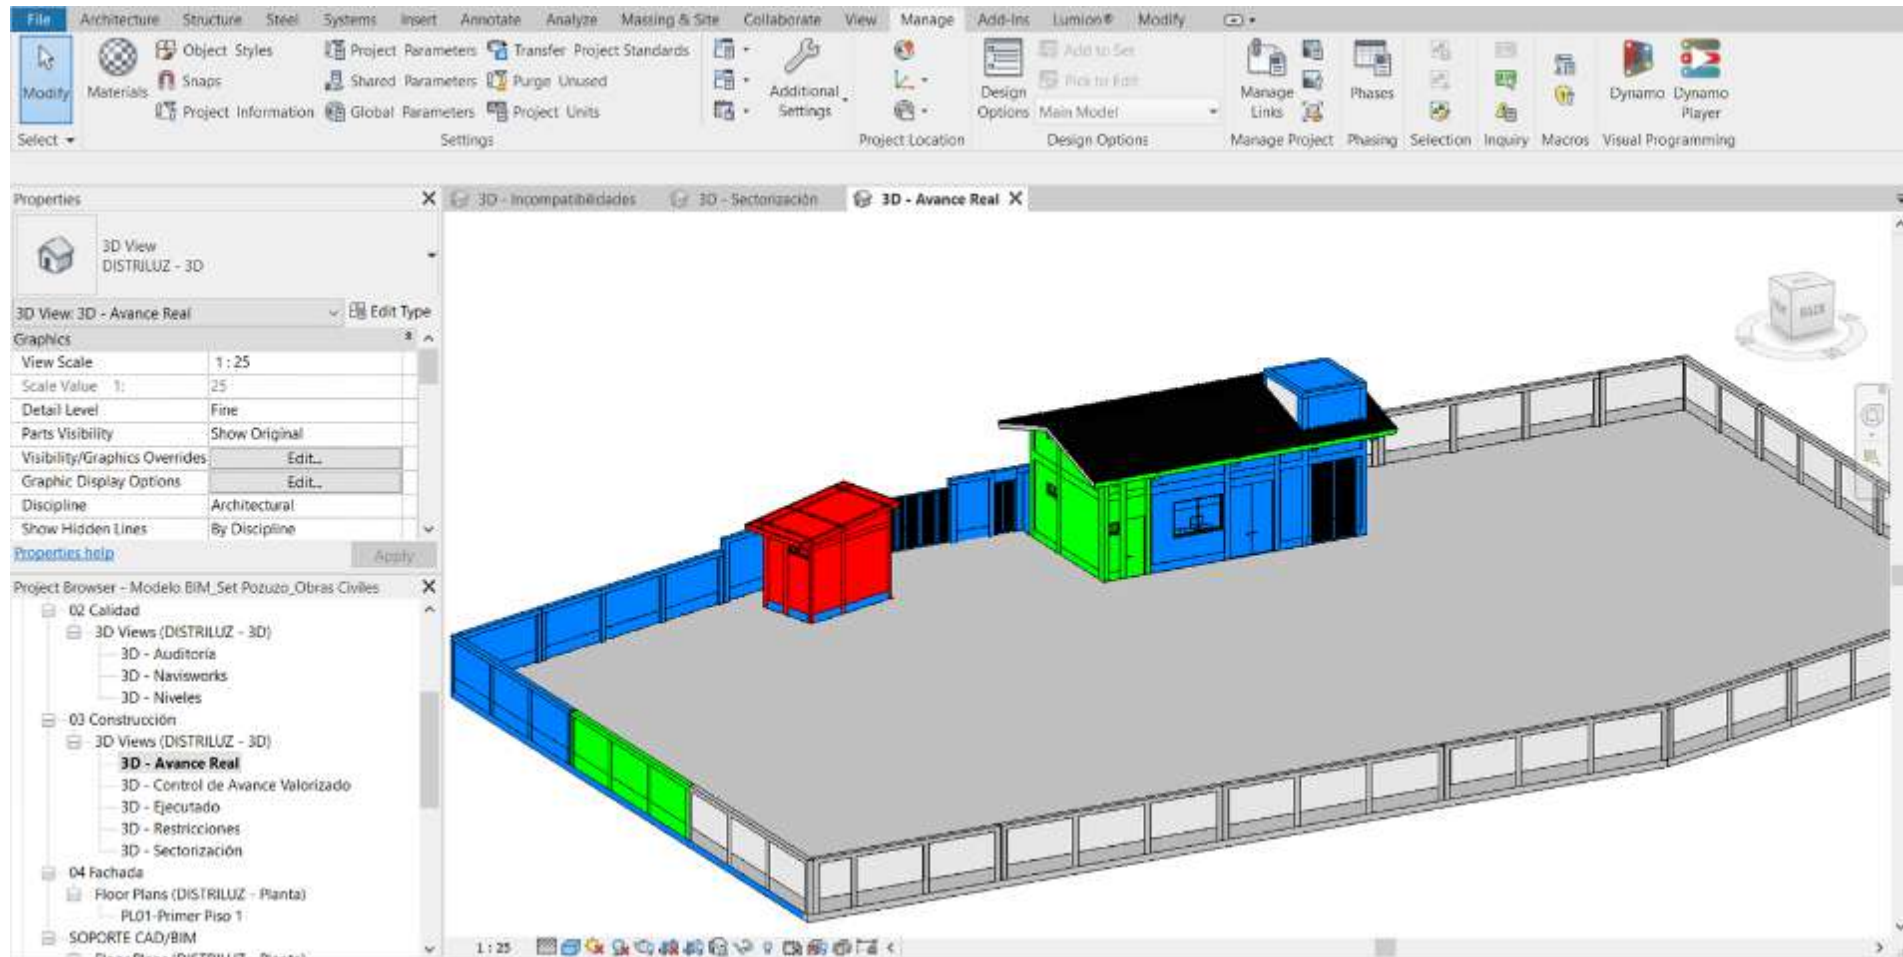 File Architecture Structure Steel Systems Insert Annotate Analyze Massing & Site Collaborate View Manage Add-Ins Lumion® Modify
Object Styles Project Parameters Transfer Project Standards Add to Set
Snaps Shared Parameters Purge Unused Pick to Edit
Modify Materials Additional Settings Design Options Manage Links Phases Dynamo Dynamo Player
Project Information Global Parameters Project Units Main Model
Select Settings Project Location Design Options Manage Project Phasing Selection Inquiry Macros Visual Programming
Properties 3D - Incompatibilidades 3D - Sectorización 3D - Avance Real
3D View
DISTRILUZ - 3D
3D View: 3D - Avance Real Edit Type
Graphics
View Scale 1 : 25
Scale Value 1: 25
Detail Level Fine
Parts Visibility Show Original
Visibility/Graphics Overrides Edit...
Graphic Display Options Edit...
Discipline Architectural
Show Hidden Lines By Discipline
Properties help Apply
Project Browser - Modelo BIM_Set Pozuzo_Obras Civiles
02 Calidad
3D Views (DISTRILUZ - 3D)
3D - Auditoría
3D - Navisworks
3D - Niveles
03 Construcción
3D Views (DISTRILUZ - 3D)
3D - Avance Real
3D - Control de Avance Valorizado
3D - Ejecutado
3D - Restricciones
3D - Sectorización
04 Fachada
Floor Plans (DISTRILUZ - Planta)
PL01-Primer Piso 1
SOPORTE CAD/BIM
BACK
1 : 25